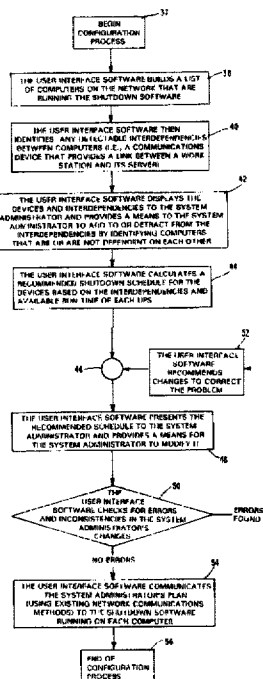 37
BEGIN
CONFIGURATION
PROCESS
38
THE USER INTERFACE SOFTWARE BUILDS A LIST
OF COMPUTERS ON THE NETWORK THAT ARE
RUNNING THE SHUTDOWN SOFTWARE
40
THE USER INTERFACE SOFTWARE THEN
IDENTIFIES ANY DETECTABLE INTERDEPENDENCIES
BETWEEN COMPUTERS (I.E., A COMMUNICATIONS
DEVICE THAT PROVIDES A LINK BETWEEN A WORK
STATION AND ITS SERVER)
42
THE USER INTERFACE SOFTWARE DISPLAYS THE
DEVICES AND INTERDEPENDENCIES TO THE SYSTEM
ADMINISTRATOR AND PROVIDES A MEANS TO THE SYSTEM
ADMINISTRATOR TO ADD TO OR DETRACT FROM THE
INTERDEPENDENCIES BY IDENTIFYING COMPUTERS
THAT ARE OR ARE NOT DEPENDENT ON EACH OTHER
44
THE USER INTERFACE SOFTWARE CALCULATES A
RECOMMENDED SHUTDOWN SCHEDULE FOR THE
DEVICES BASED ON THE INTERDEPENDENCIES AND
AVAILABLE RUN TIME OF EACH UPS
52
THE USER INTERFACE
SOFTWARE
RECOMMENDS
CHANGES TO CORRECT
THE PROBLEM
46
THE USER INTERFACE SOFTWARE PRESENTS THE
RECOMMENDED SCHEDULE TO THE SYSTEM
ADMINISTRATOR AND PROVIDES A MEANS FOR
THE SYSTEM ADMINISTRATOR TO MODIFY IT
48
50
THE
USER INTERFACE
SOFTWARE CHECKS FOR ERRORS
AND INCONSISTENCIES IN THE SYSTEM
ADMINISTRATOR'S
CHANGES
ERRORS
FOUND
NO ERRORS
54
THE USER INTERFACE SOFTWARE COMMUNICATES
THE SYSTEM ADMINISTRATOR'S PLAN
(USING EXISTING NETWORK COMMUNICATIONS
METHODS) TO THE SHUTDOWN SOFTWARE
RUNNING ON EACH COMPUTER
56
END OF
CONFIGURATION
PROCESS